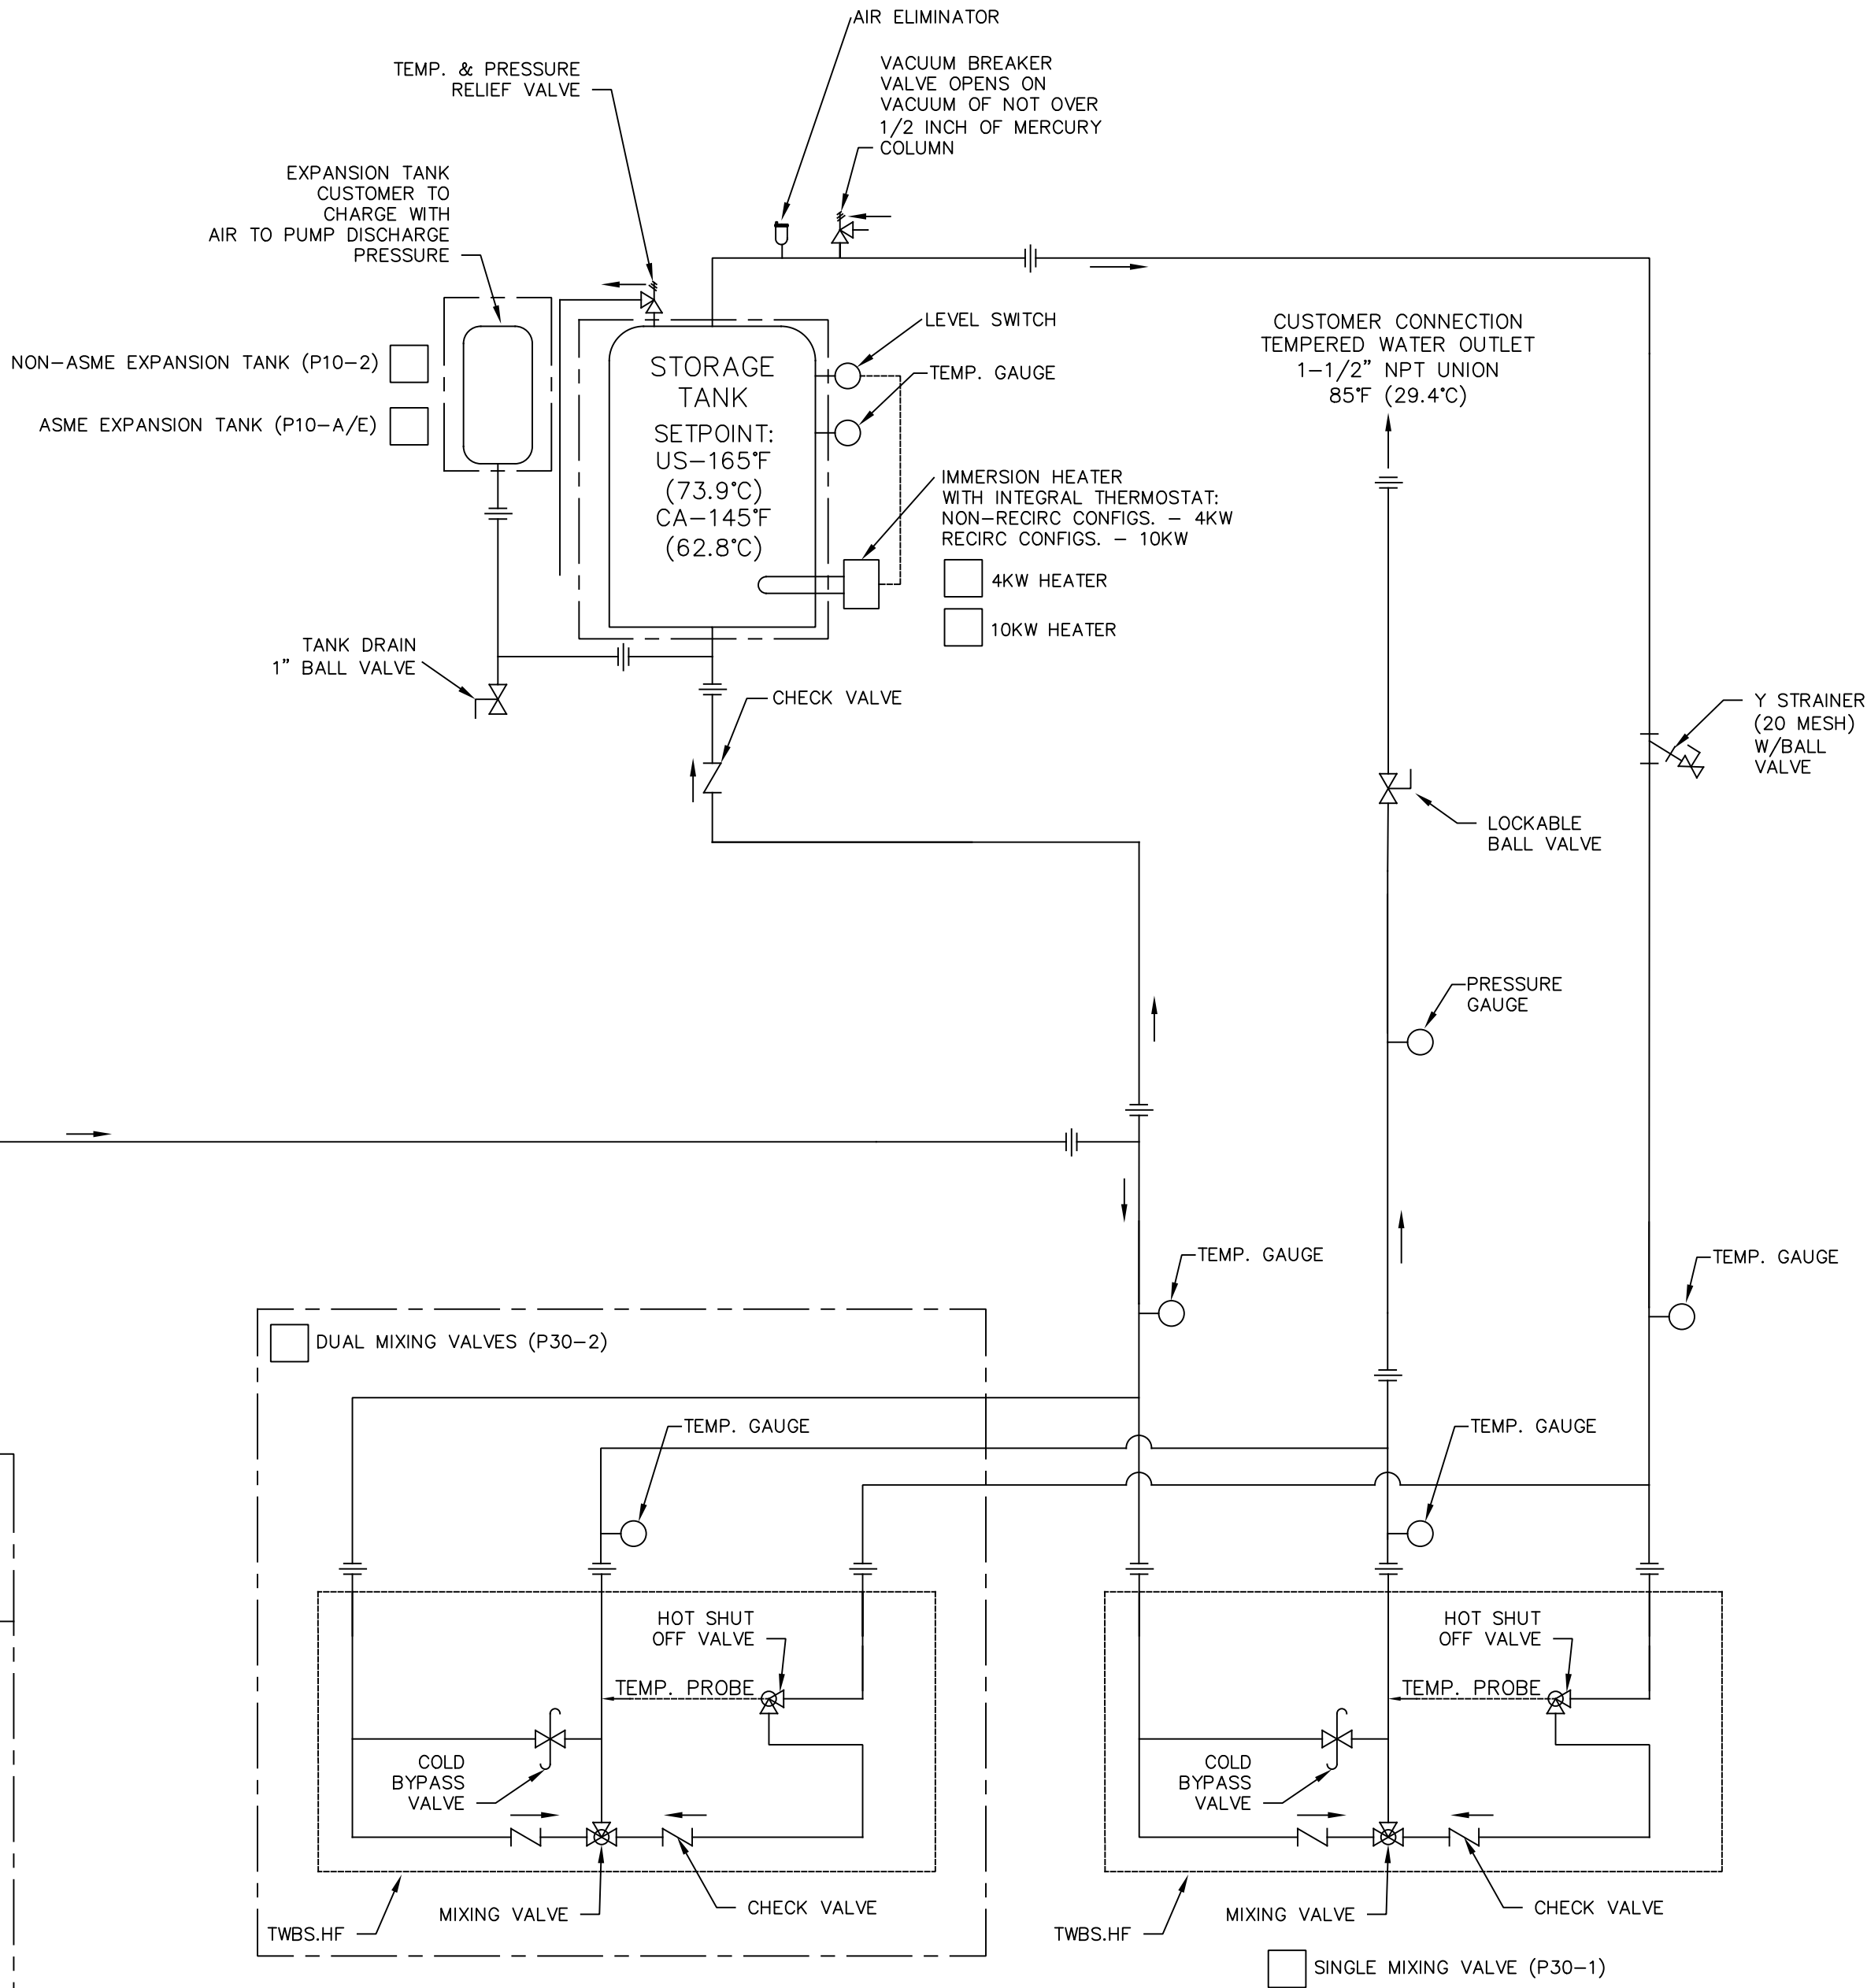 AIR ELIMINATOR
VACUUM BREAKER
VALVE OPENS ON
VACUUM OF NOT OVER
1/2 INCH OF MERCURY
COLUMN
TEMP. & PRESSURE
RELIEF VALVE
EXPANSION TANK
CUSTOMER TO
CHARGE WITH
AIR TO PUMP DISCHARGE
PRESSURE
NON-ASME EXPANSION TANK (P10-2)
ASME EXPANSION TANK (P10-A/E)
STORAGE
TANK
SETPOINT:
US-165°F
(73.9°C)
CA-145°F
(62.8°C)
LEVEL SWITCH
TEMP. GAUGE
IMMERSION HEATER
WITH INTEGRAL THERMOSTAT:
NON-RECIRC CONFIGS. - 4KW
RECIRC CONFIGS. - 10KW
4KW HEATER
10KW HEATER
CUSTOMER CONNECTION
TEMPERED WATER OUTLET
1-1/2" NPT UNION
85°F (29.4°C)
TANK DRAIN
1" BALL VALVE
CHECK VALVE
Y STRAINER
(20 MESH)
W/BALL
VALVE
LOCKABLE
BALL VALVE
PRESSURE
GAUGE
TEMP. GAUGE
TEMP. GAUGE
DUAL MIXING VALVES (P30-2)
TEMP. GAUGE
TEMP. GAUGE
HOT SHUT
OFF VALVE
TEMP. PROBE
COLD
BYPASS
VALVE
MIXING VALVE
CHECK VALVE
TWBS.HF
HOT SHUT
OFF VALVE
TEMP. PROBE
COLD
BYPASS
VALVE
MIXING VALVE
CHECK VALVE
TWBS.HF
SINGLE MIXING VALVE (P30-1)